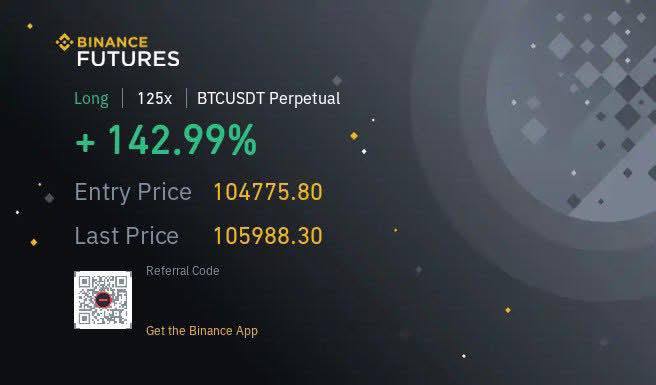 BINANCE
FUTURES
Long | 125x | BTCUSDT Perpetual
+ 142.99%
Entry Price 104775.80
Last Price 105988.30
Referral Code
Get the Binance App